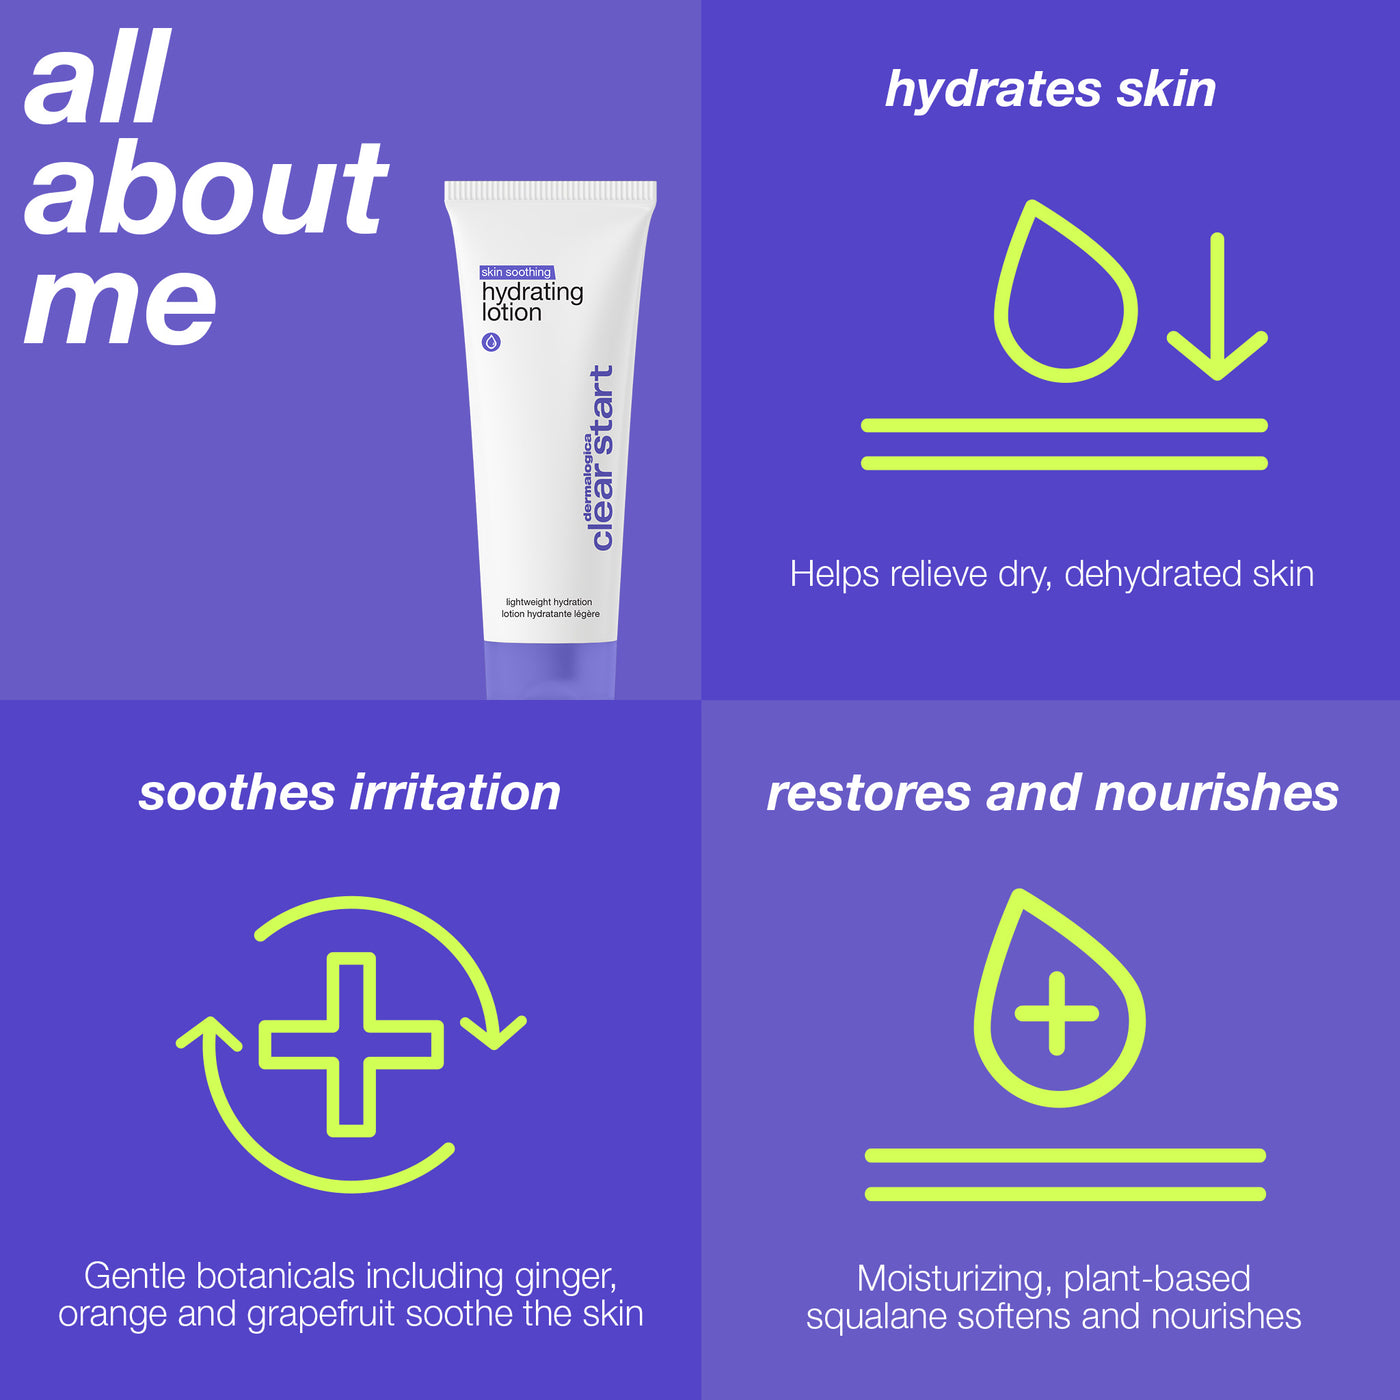 all
about
me
skin soothing
hydrating
lotion
dermalogica
clear start
lightweight hydration
lotion hydratante légère
hydrates skin
Helps relieve dry, dehydrated skin
soothes irritation
Gentle botanicals including ginger,
orange and grapefruit soothe the skin
restores and nourishes
Moisturizing, plant-based
squalane softens and nourishes